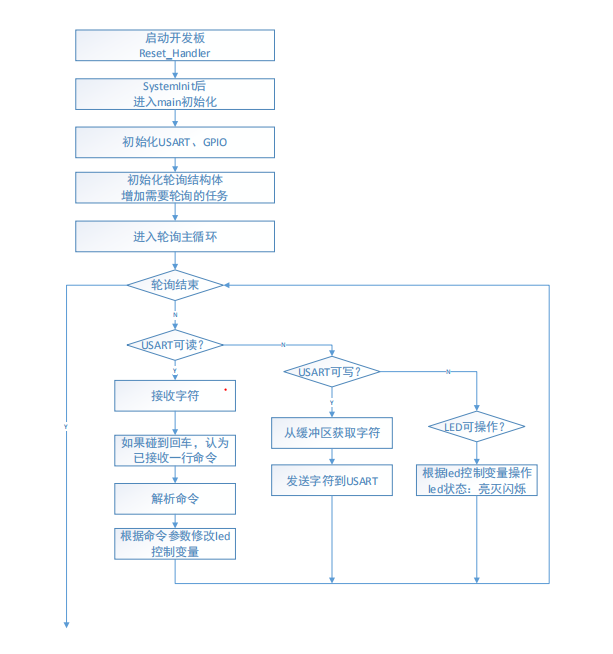 启动开发板
Reset_Handler
SystemInit后
进入main初始化
初始化USART、GPIO
初始化轮询结构体
增加需要轮询的任务
进入轮询主循环
轮询结束
N
USART可读？
N
USART可写？
N
Y
接收字符
Y
LED可操作？
Y
从缓冲区获取字符
如果碰到回车，认为
已接收一行命令
根据led控制变量操作
led状态：亮灭闪烁
发送字符到USART
解析命令
根据命令参数修改led
控制变量